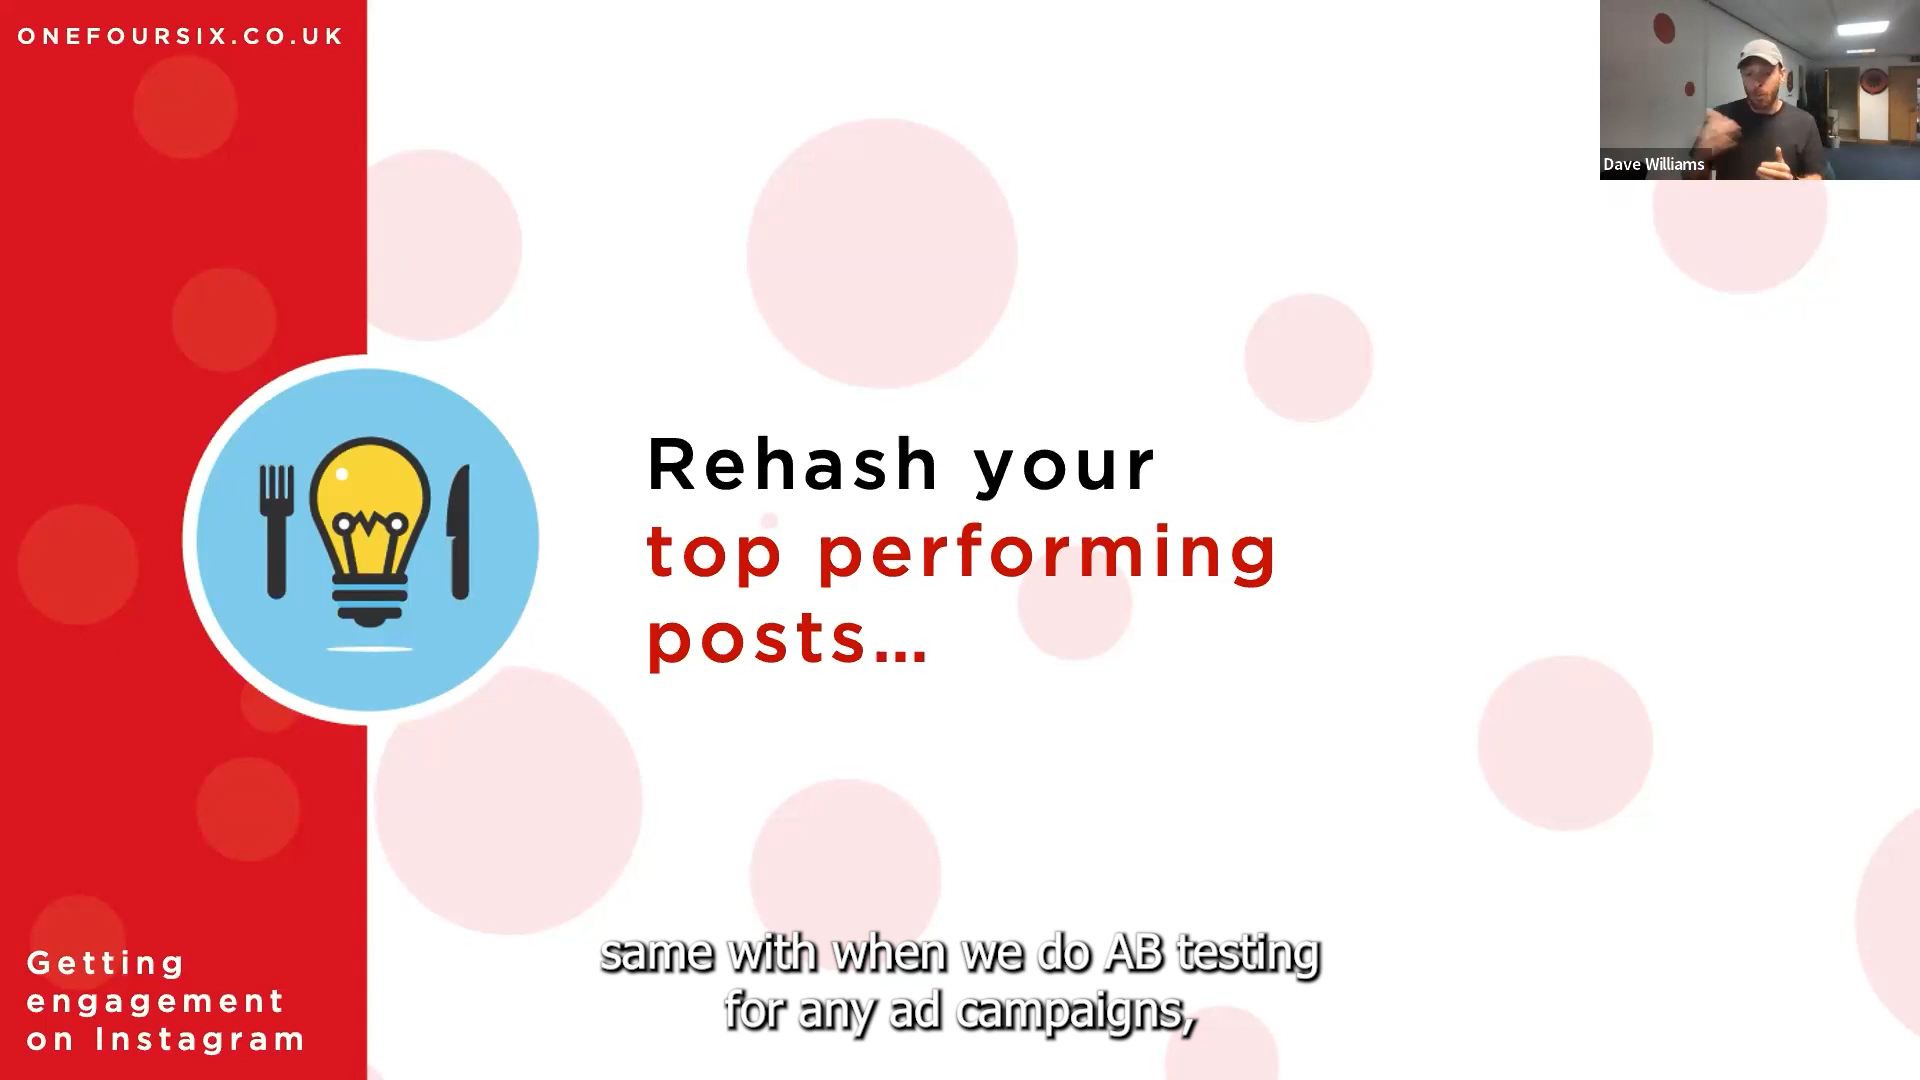 ONEFOURSIX.CO.UK
Dave Williams
Rehash your
top performing
posts...
same with when we do AB testing
for any ad campaigns,
Getting
engagement
on Instagram